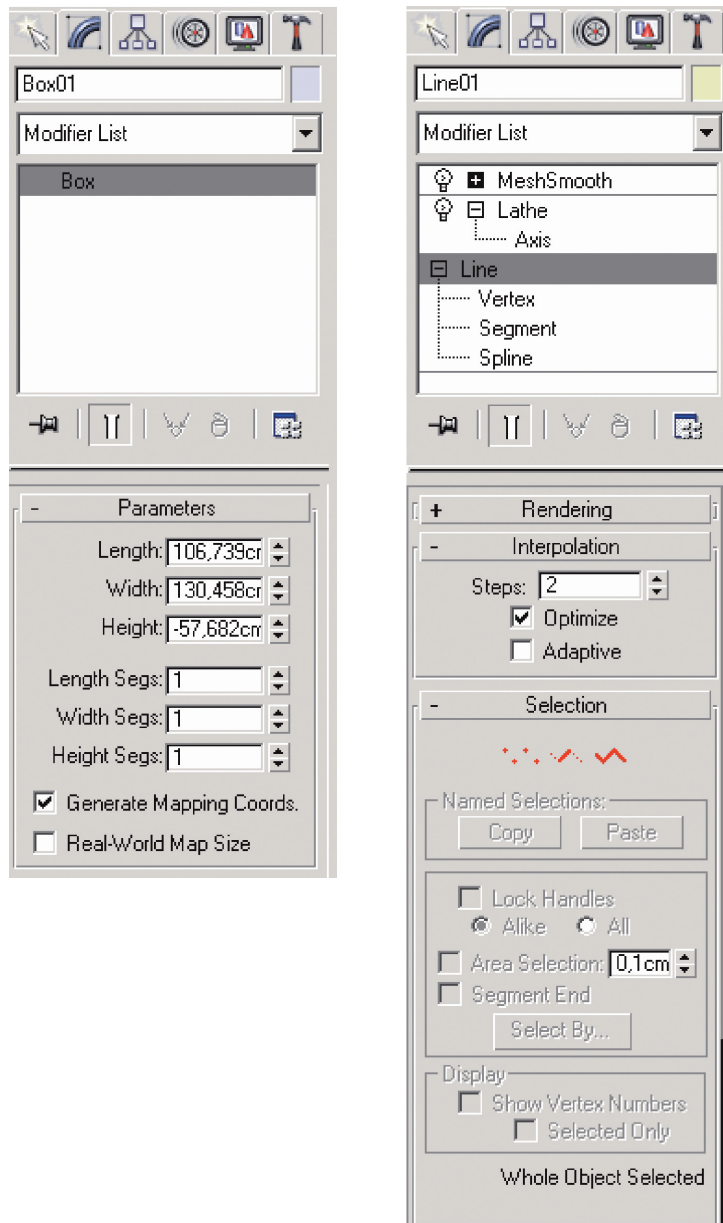 Box01
Modifier List
Box
Parameters
Length: 106,739cr
Width: 130,458cr
Height: -57,682cm
Length Segs: 1
Width Segs: 1
Height Segs: 1
Generate Mapping Coords.
Real-World Map Size
Line01
Modifier List
MeshSmooth
Lathe
Axis
Line
Vertex
Segment
Spline
+ Rendering
- Interpolation
Steps: 2
Optimize
Adaptive
- Selection
Named Selections:
Copy Paste
Lock Handles
Alike All
Area Selection: 0,1cm
Segment End
Select By...
Display
Show Vertex Numbers
Selected Only
Whole Object Selected